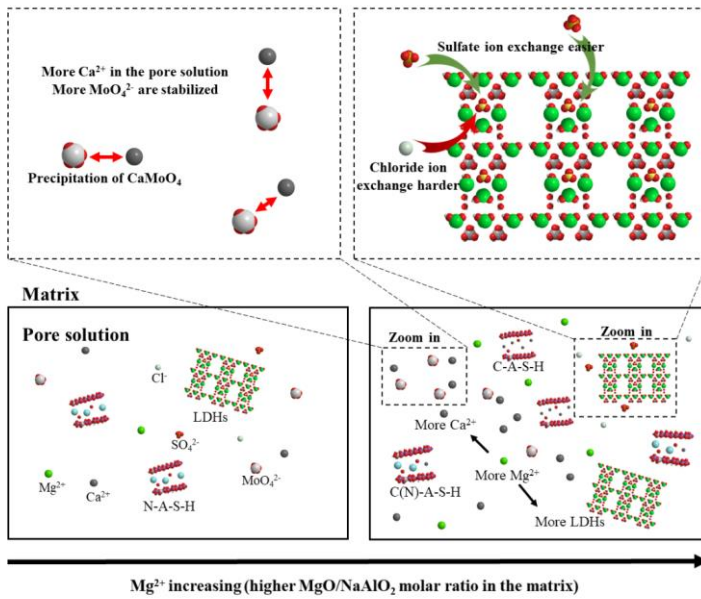 More Ca²⁺ in the pore solution
More MoO₄²⁻ are stabilized
Precipitation of CaMoO₄
Sulfate ion exchange easier
Chloride ion
exchange harder
Matrix
Pore solution
Cl⁻
LDHs
SO₄²⁻
Mg²⁺
Ca²⁺
N-A-S-H
MoO₄²⁻
Zoom in
C-A-S-H
Zoom in
More Ca²⁺
More Mg²⁺
C(N)-A-S-H
More LDHs
Mg²⁺ increasing (higher MgO/NaAlO₂ molar ratio in the matrix)